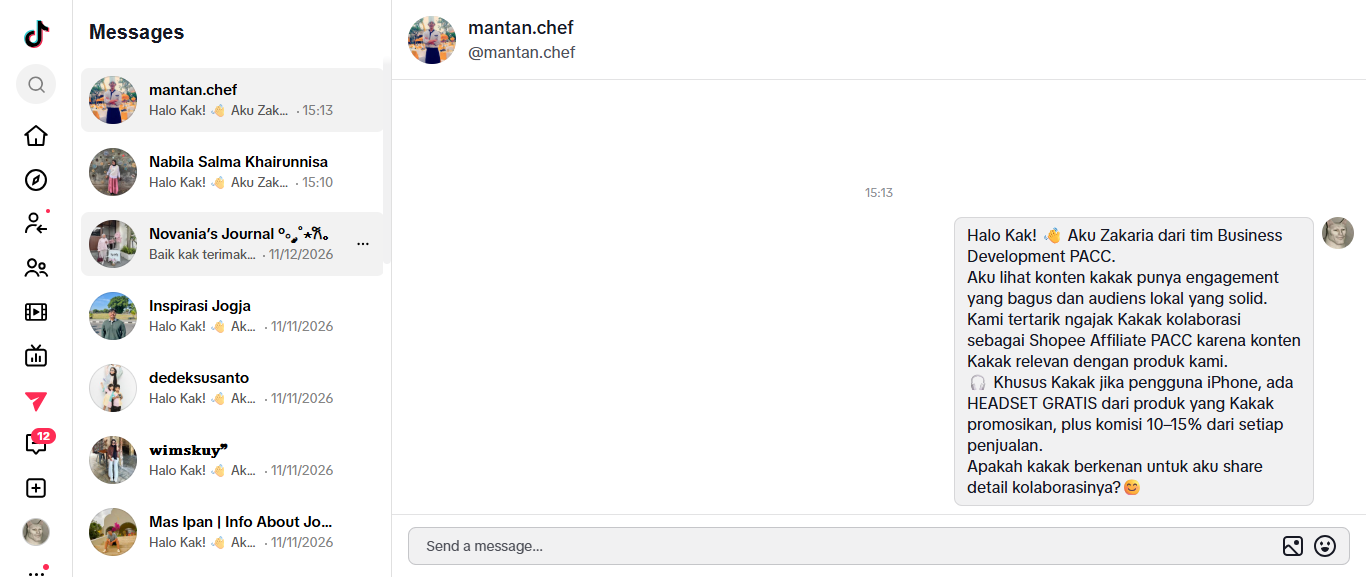 Messages
mantan.chef
Halo Kak! 👋 Aku Zak... · 15:13
Nabila Salma Khairunnisa
Halo Kak! 👋 Aku Zak... · 15:10
Novania’s Journal
Baik kak terimak... · 11/12/2026
Inspirasi Jogja
Halo Kak! 👋 Ak... · 11/11/2026
dedeksusanto
Halo Kak! 👋 Ak... · 11/11/2026
𝐰𝐢𝐦𝐬𝐤𝐮𝐲❞
Halo Kak! 👋 Ak... · 11/11/2026
Mas Ipan | Info About Jo...
Halo Kak! 👋 Ak... · 11/11/2026
12
mantan.chef
@mantan.chef
15:13
Halo Kak! 👋 Aku Zakaria dari tim Business
Development PACC.
Aku lihat konten kakak punya engagement
yang bagus dan audiens lokal yang solid.
Kami tertarik ngajak Kakak kolaborasi
sebagai Shopee Affiliate PACC karena konten
Kakak relevan dengan produk kami.
🎧 Khusus Kakak jika pengguna iPhone, ada
HEADSET GRATIS dari produk yang Kakak
promosikan, plus komisi 10–15% dari setiap
penjualan.
Apakah kakak berkenan untuk aku share
detail kolaborasinya?😊
Send a message...